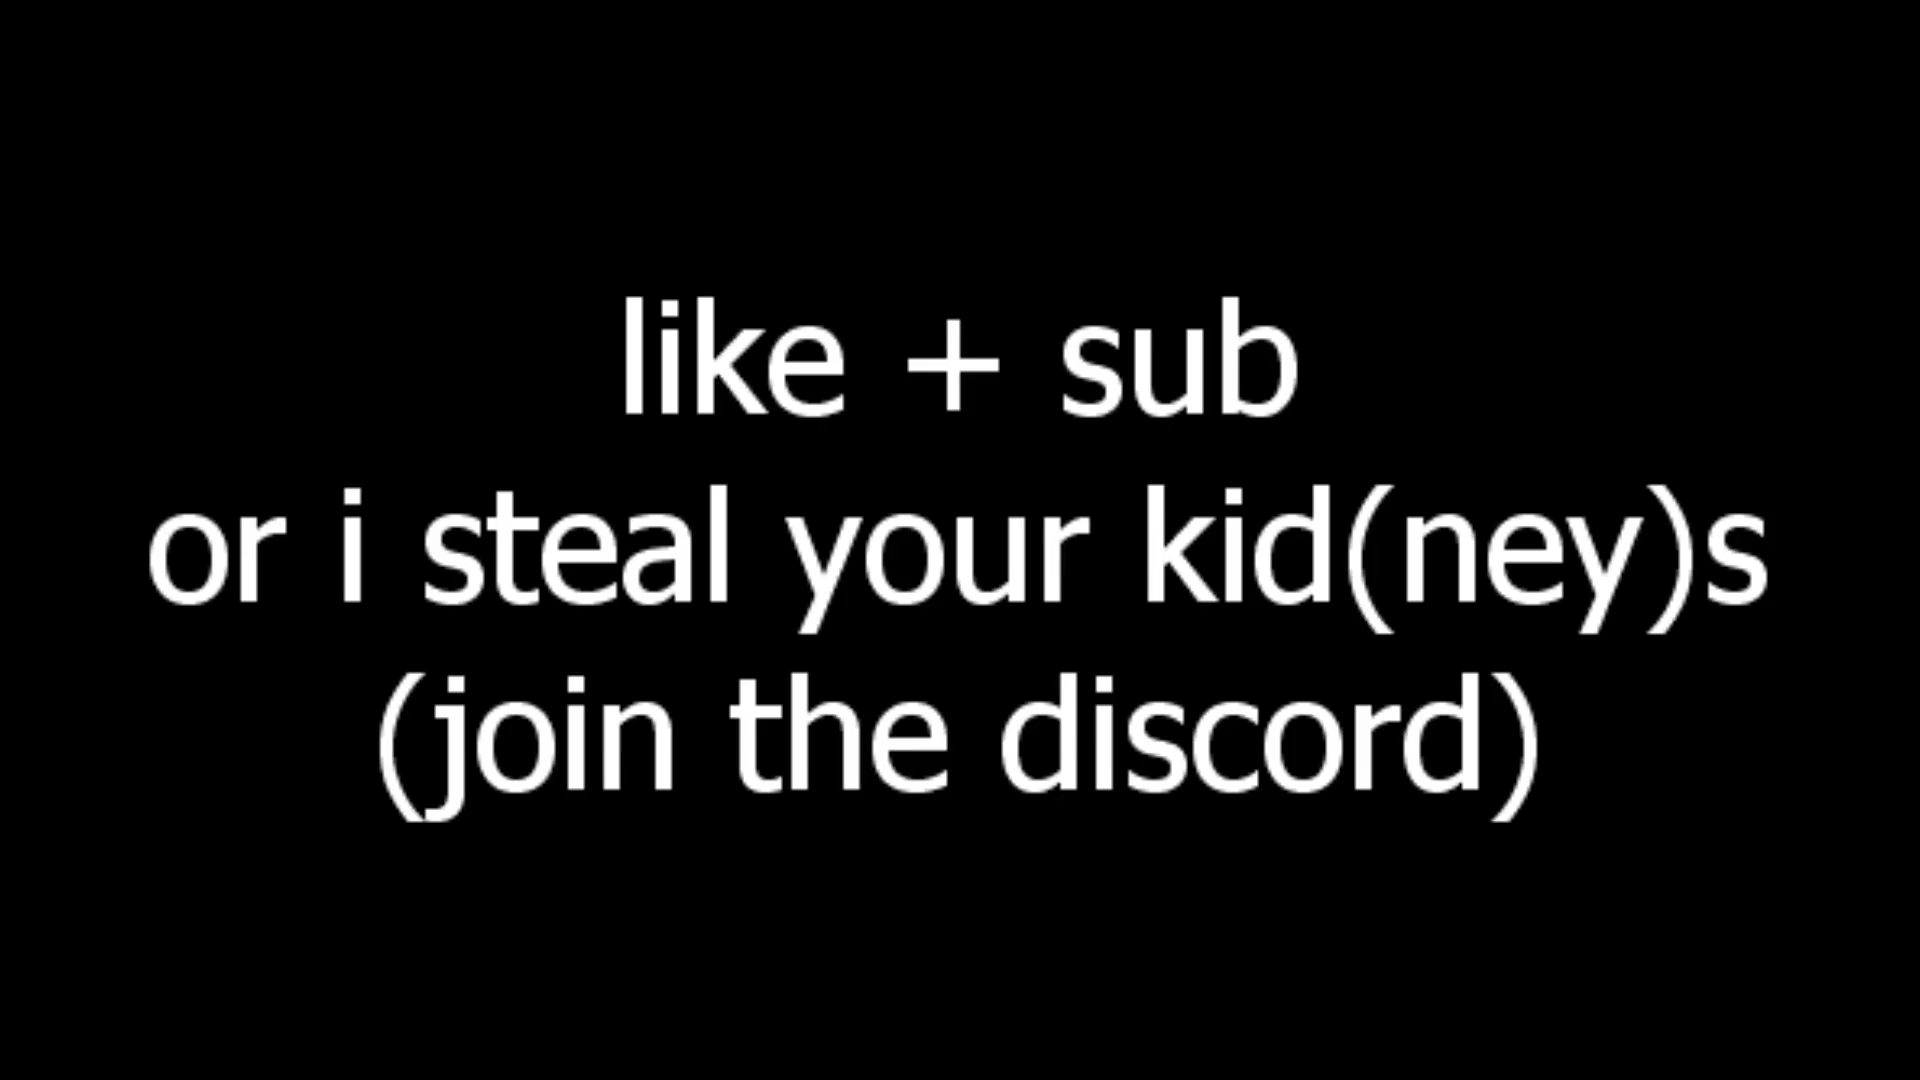 like + sub
or i steal your kid(ney)s
(join the discord)